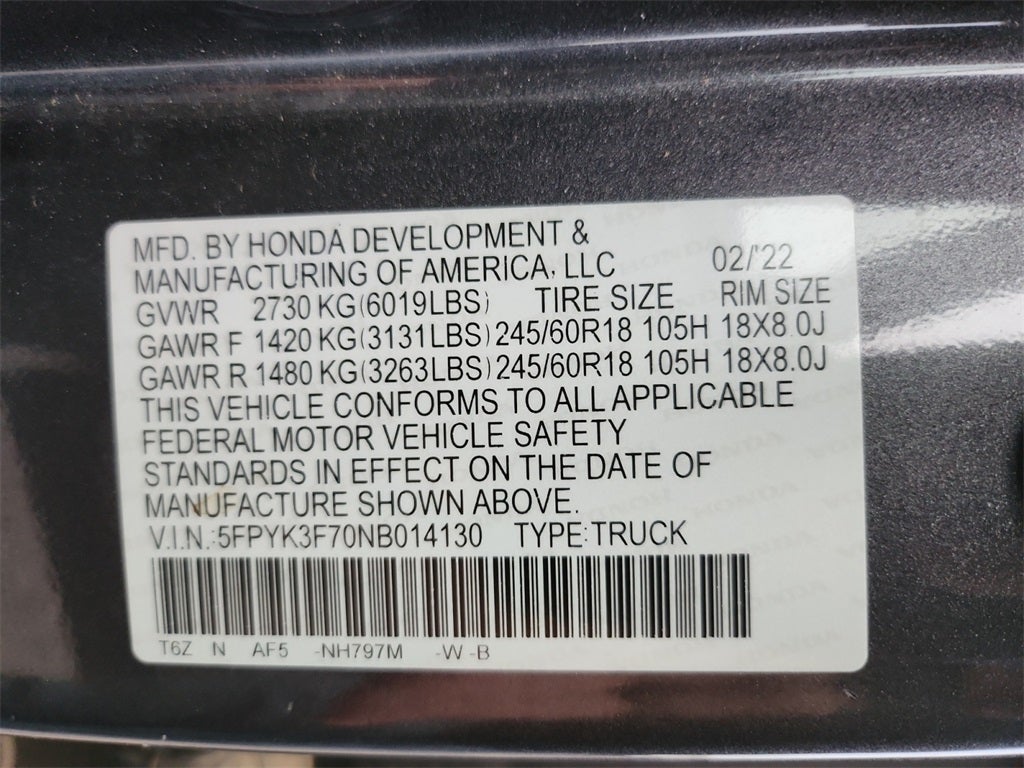 MFD. BY HONDA DEVELOPMENT &
MANUFACTURING OF AMERICA, LLC 02/'22
GVWR 2730 KG(6019LBS) TIRE SIZE RIM SIZE
GAWR F 1420 KG(3131LBS) 245/60R18 105H 18X8.0J
GAWR R 1480 KG(3263LBS) 245/60R18 105H 18X8.0J
THIS VEHICLE CONFORMS TO ALL APPLICABLE
FEDERAL MOTOR VEHICLE SAFETY
STANDARDS IN EFFECT ON THE DATE OF
MANUFACTURE SHOWN ABOVE.
V.I.N.:5FPYK3F70NB014130 TYPE:TRUCK
T6Z N AF5 -NH797M -W -B